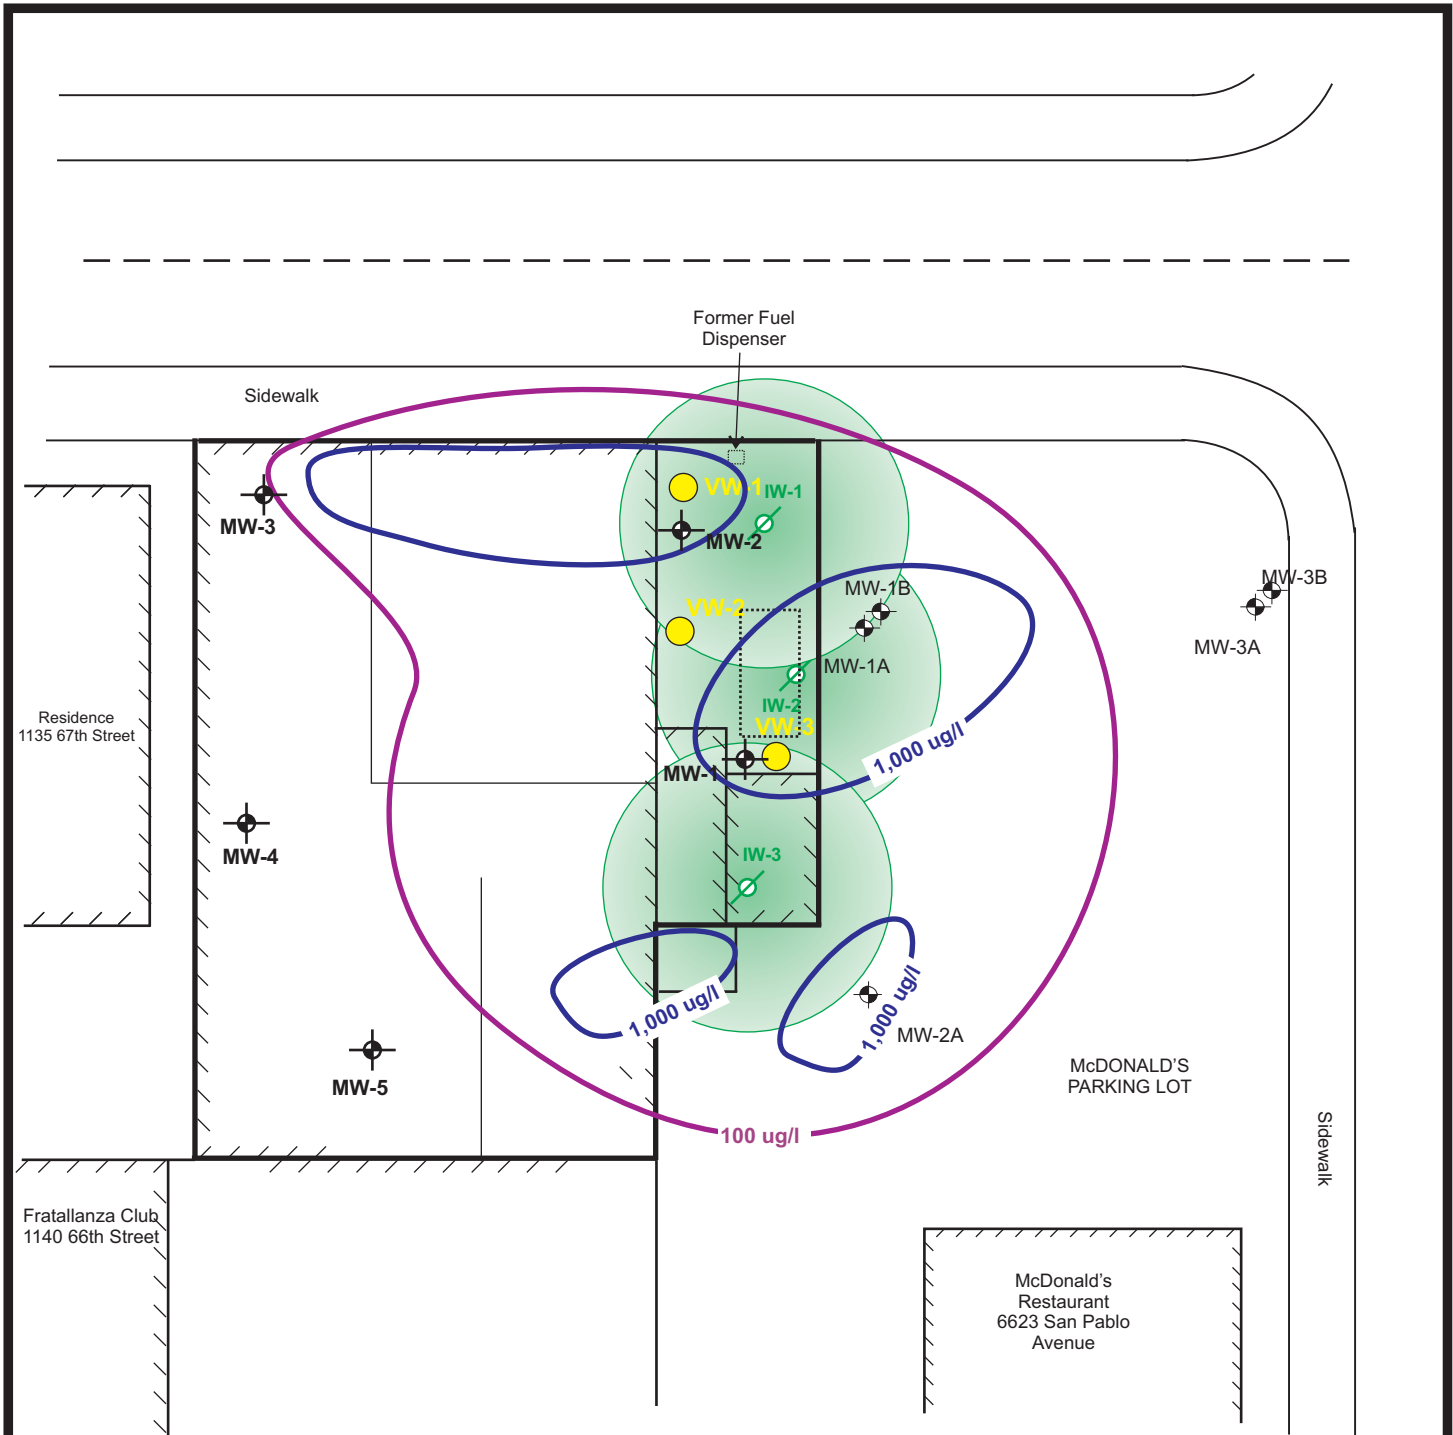 Former Fuel
Dispenser
Sidewalk
VW-1
IW-1
MW-3
MW-2
MW-3B
MW-1B
VW-2
MW-3A
MW-1A
IW-2
Residence
1135 67th Street
VW-3
1,000 ug/l
MW-1
IW-3
MW-4
1,000 ug/l
1,000 ug/l
MW-2A
McDONALD'S
PARKING LOT
MW-5
100 ug/l
Sidewalk
Fratallanza Club
1140 66th Street
McDonald's
Restaurant
6623 San Pablo
Avenue